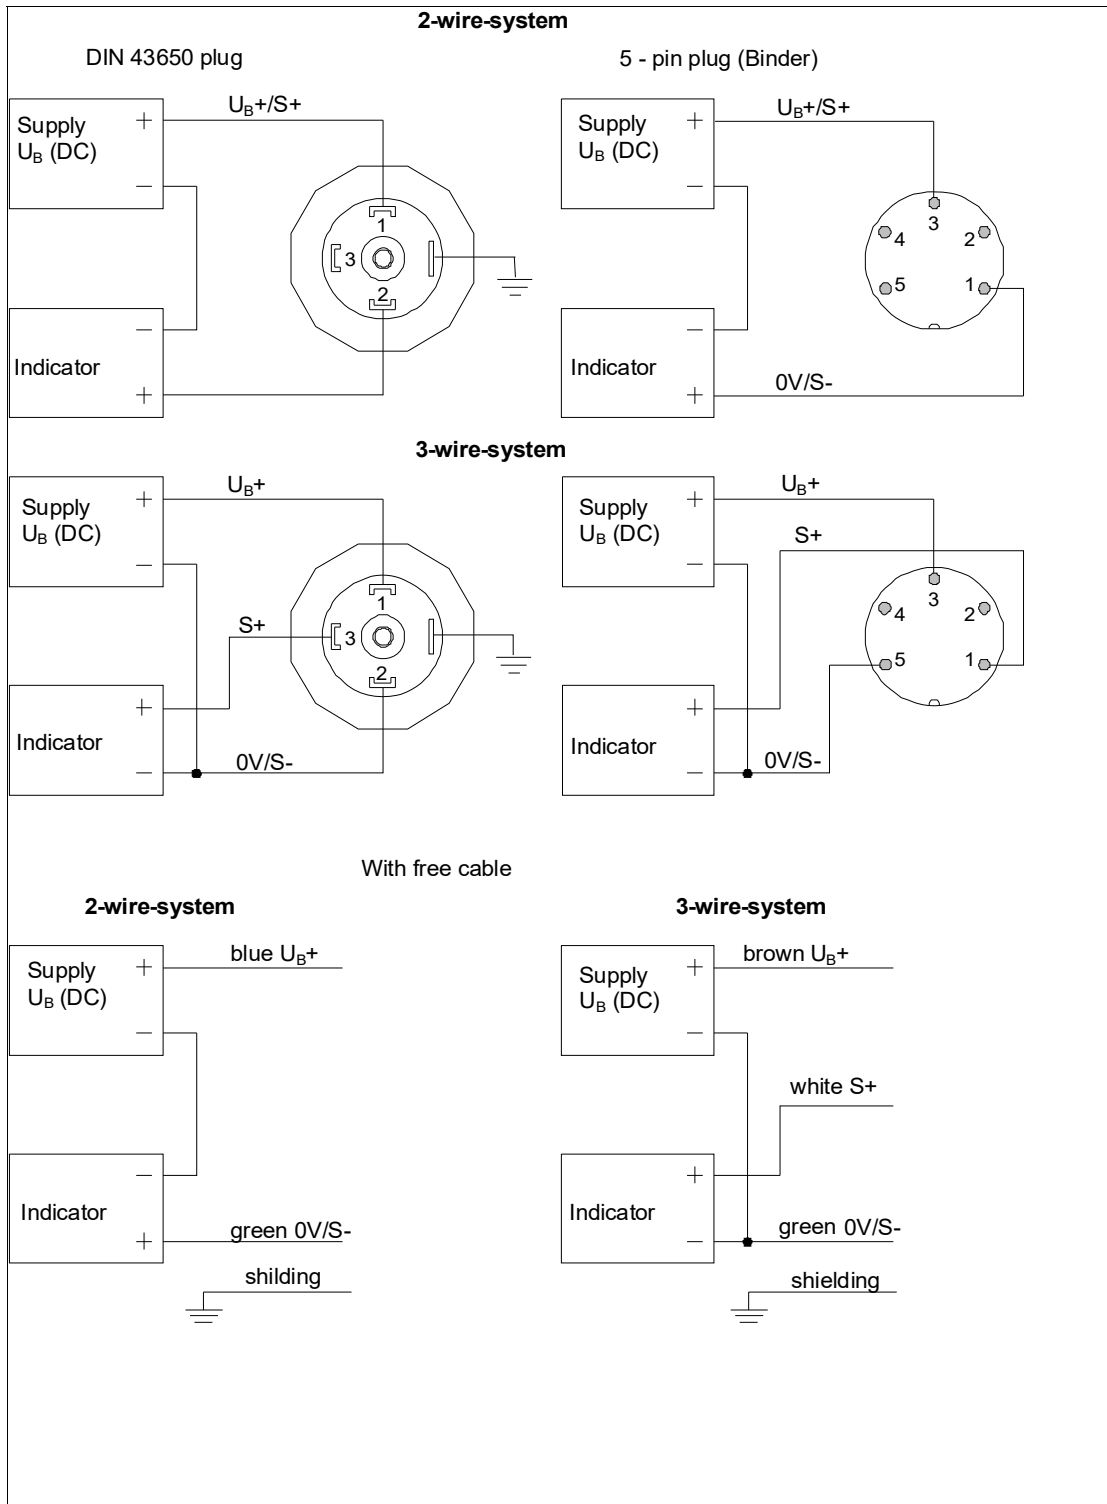 2-wire-system
DIN 43650 plug
5 - pin plug (Binder)
Supply
UB (DC)
+
−
UB+/S+
1
3
2
Indicator
−
+
Supply
UB (DC)
+
−
UB+/S+
3
4
2
5
1
Indicator
−
+
0V/S-
3-wire-system
Supply
UB (DC)
+
−
UB+
S+
1
3
2
Indicator
+
−
0V/S-
Supply
UB (DC)
+
−
UB+
S+
3
4
2
5
1
Indicator
+
−
0V/S-
With free cable
2-wire-system
Supply
UB (DC)
+
−
blue UB+
Indicator
−
+
green 0V/S-
shilding
3-wire-system
Supply
UB (DC)
+
−
brown UB+
white S+
Indicator
+
−
green 0V/S-
shielding